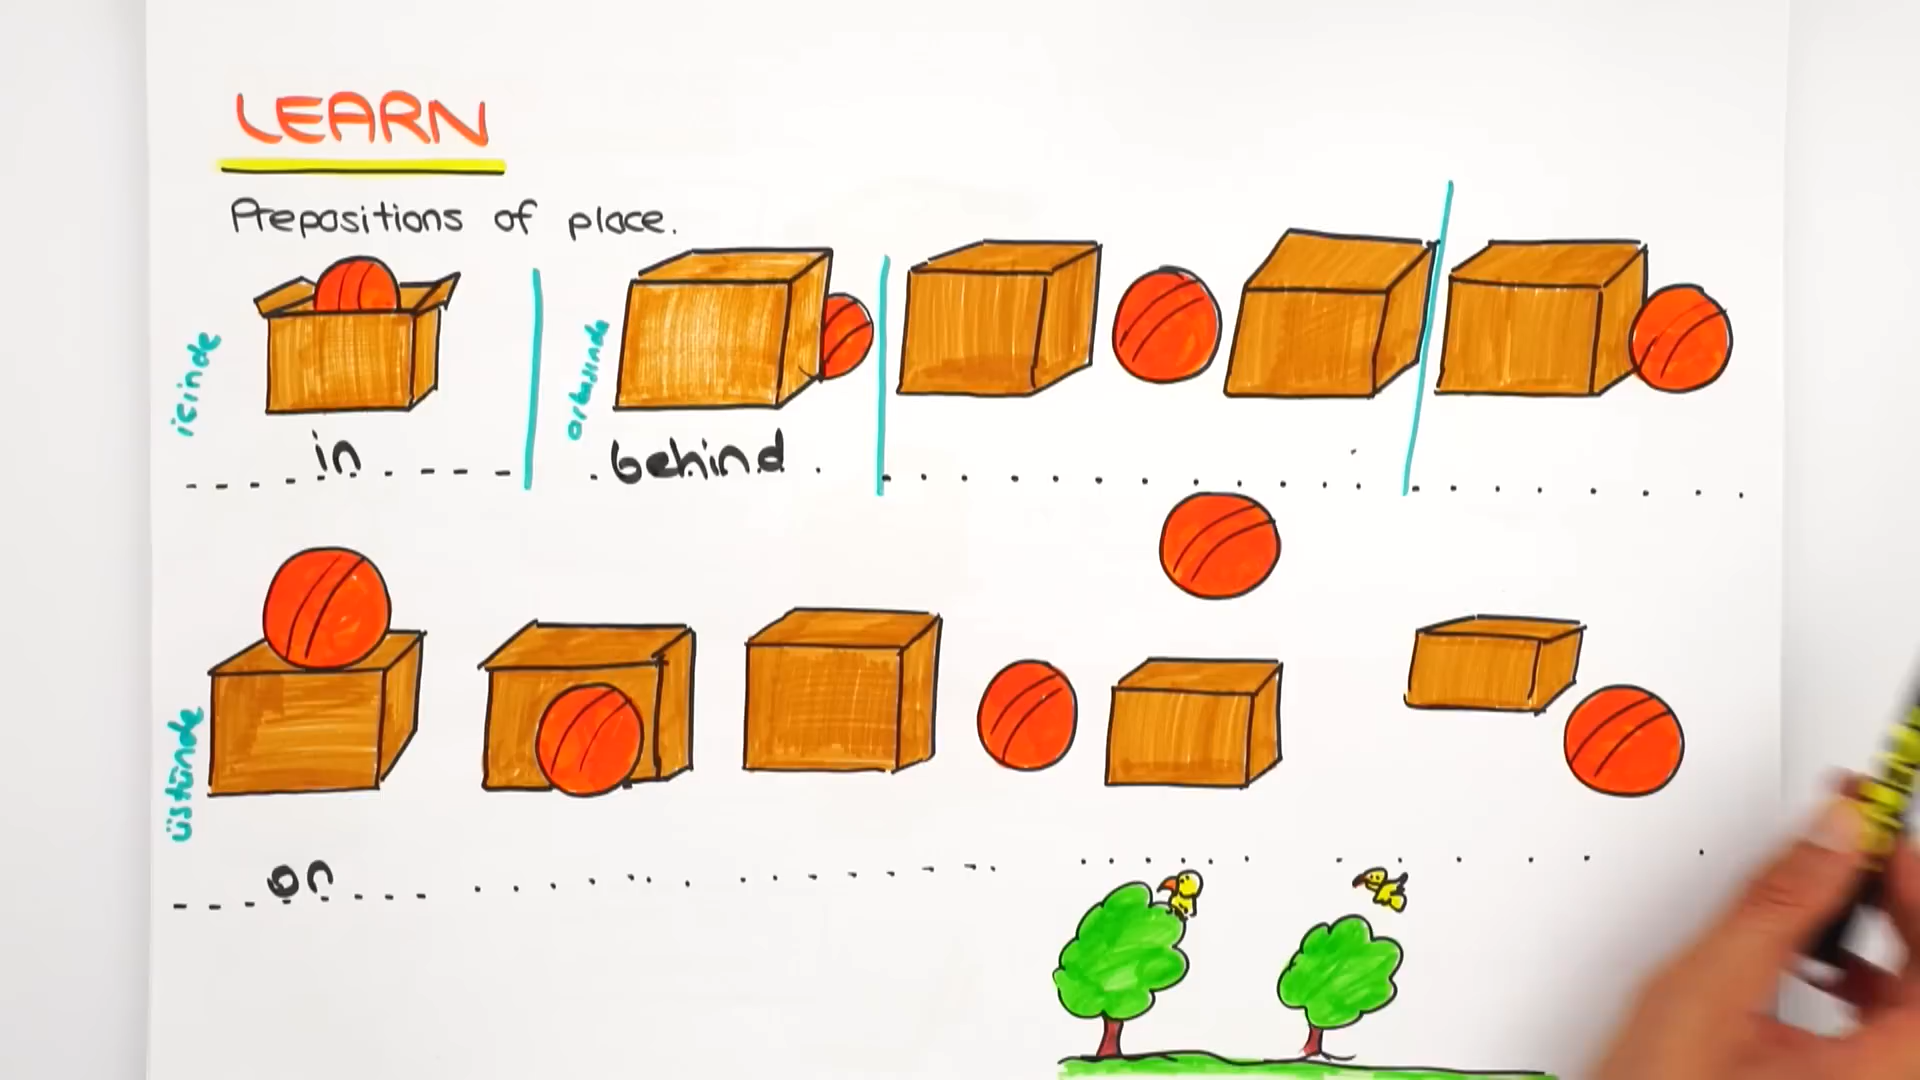 LEARN
Prepositions of place.
içinde
in
arkasında
behind
üstünde
on